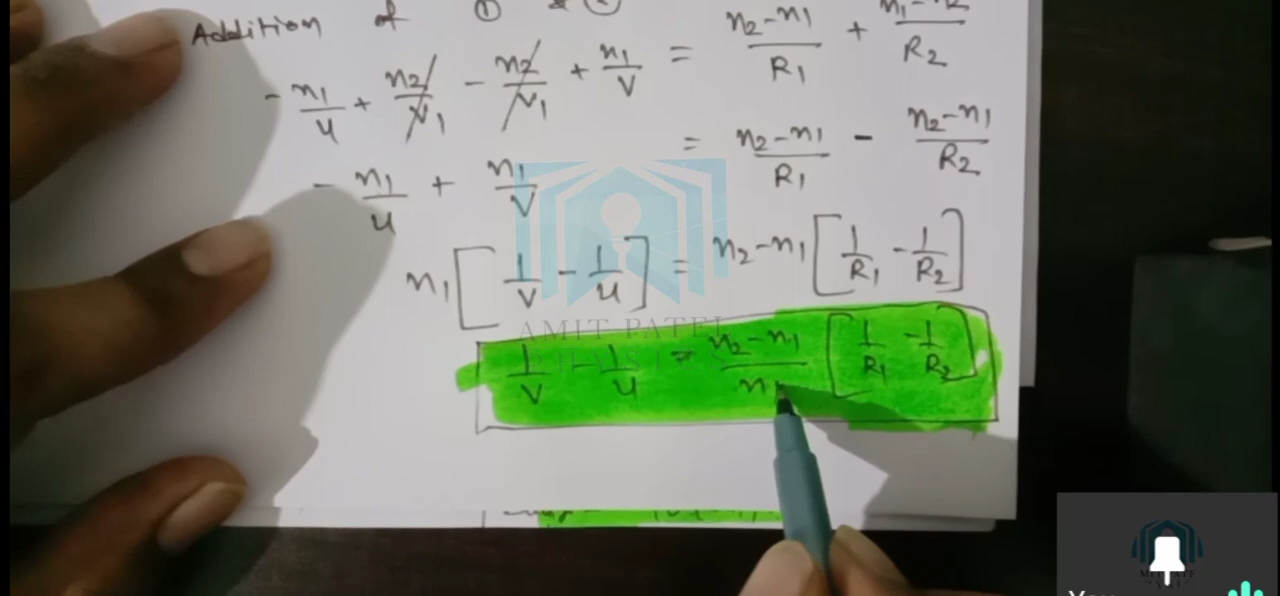 Addition of ① & ②
- n1/u + n2/v1 - n2/v1 + n1/v = n2-n1/R1 + n1-n2/R2
- n1/u + n1/v = n2-n1/R1 - n2-n1/R2
n1 [ 1/v - 1/u ] = n2-n1 [ 1/R1 - 1/R2 ]
AMIT PATEL
1/v - 1/u = n2-n1/n1 [ 1/R1 - 1/R2 ]
You